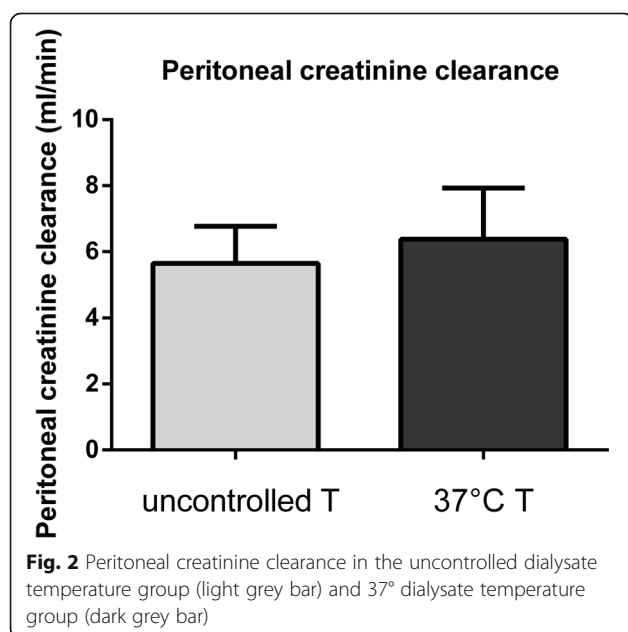 Peritoneal creatinine clearance
Peritoneal creatinine clearance (ml/min)
10
8
6
4
2
0
uncontrolled T
37°C T
Fig. 2 Peritoneal creatinine clearance in the uncontrolled dialysate
temperature group (light grey bar) and 37° dialysate temperature
group (dark grey bar)